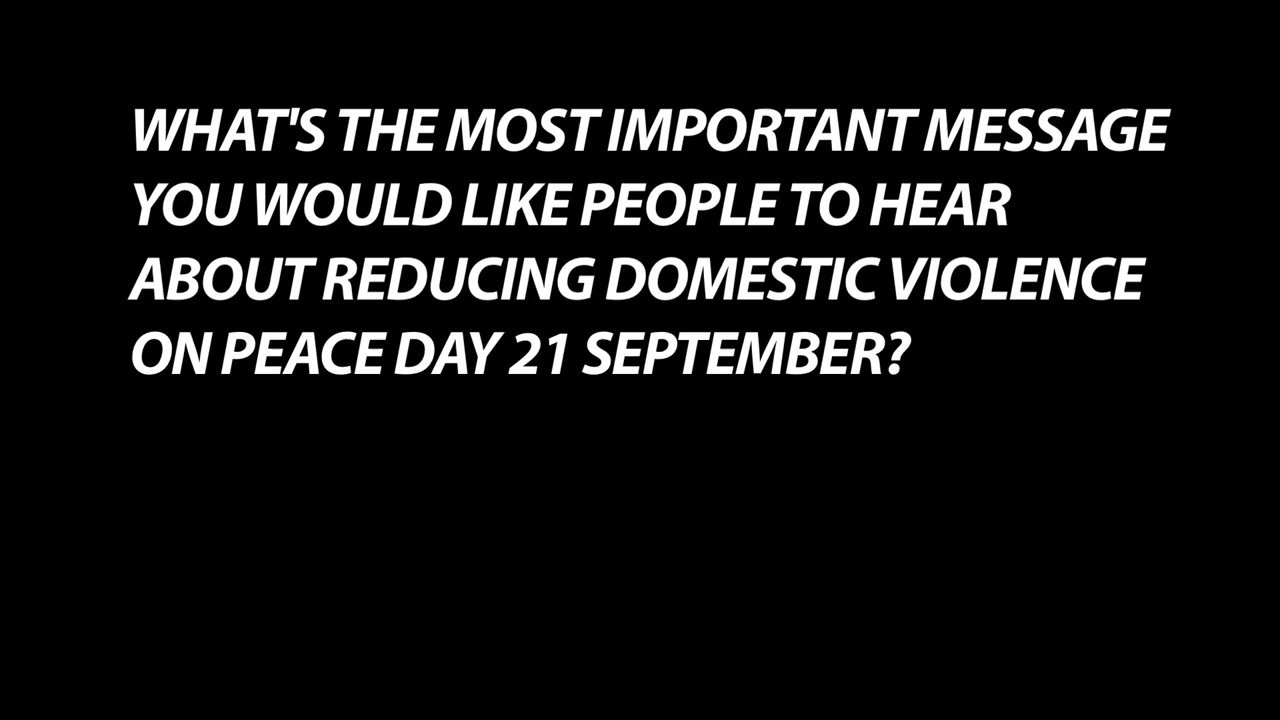 WHAT'S THE MOST IMPORTANT MESSAGE
YOU WOULD LIKE PEOPLE TO HEAR
ABOUT REDUCING DOMESTIC VIOLENCE
ON PEACE DAY 21 SEPTEMBER?